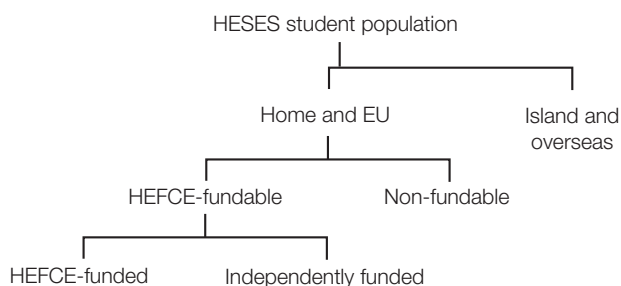 HESES student population
Home and EU
Island and
overseas
HEFCE-fundable
Non-fundable
HEFCE-funded
Independently funded